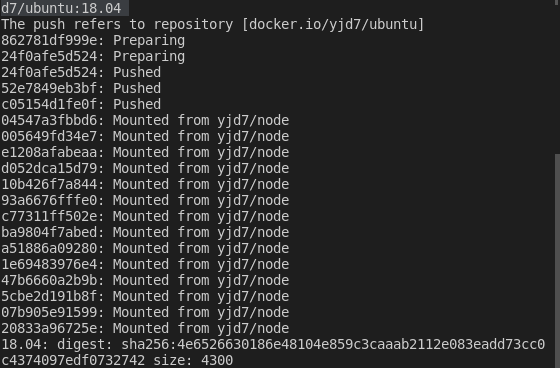 d7/ubuntu:18.04
The push refers to repository [docker.io/yjd7/ubuntu]
862781df999e: Preparing
24f0afe5d524: Preparing
24f0afe5d524: Pushed
52e7849eb3bf: Pushed
c05154d1fe0f: Pushed
04547a3fbbd6: Mounted from yjd7/node
005649fd34e7: Mounted from yjd7/node
e1208afabeaa: Mounted from yjd7/node
d052dca15d79: Mounted from yjd7/node
10b426f7a844: Mounted from yjd7/node
93a6676fffe0: Mounted from yjd7/node
c77311ff502e: Mounted from yjd7/node
ba9804f7abed: Mounted from yjd7/node
a51886a09280: Mounted from yjd7/node
1e69483976e4: Mounted from yjd7/node
47b6660a2b9b: Mounted from yjd7/node
5cbe2d191b8f: Mounted from yjd7/node
07b905e91599: Mounted from yjd7/node
20833a96725e: Mounted from yjd7/node
18.04: digest: sha256:4e6526630186e48104e859c3caaab2112e083eadd73cc0
c4374097edf0732742 size: 4300